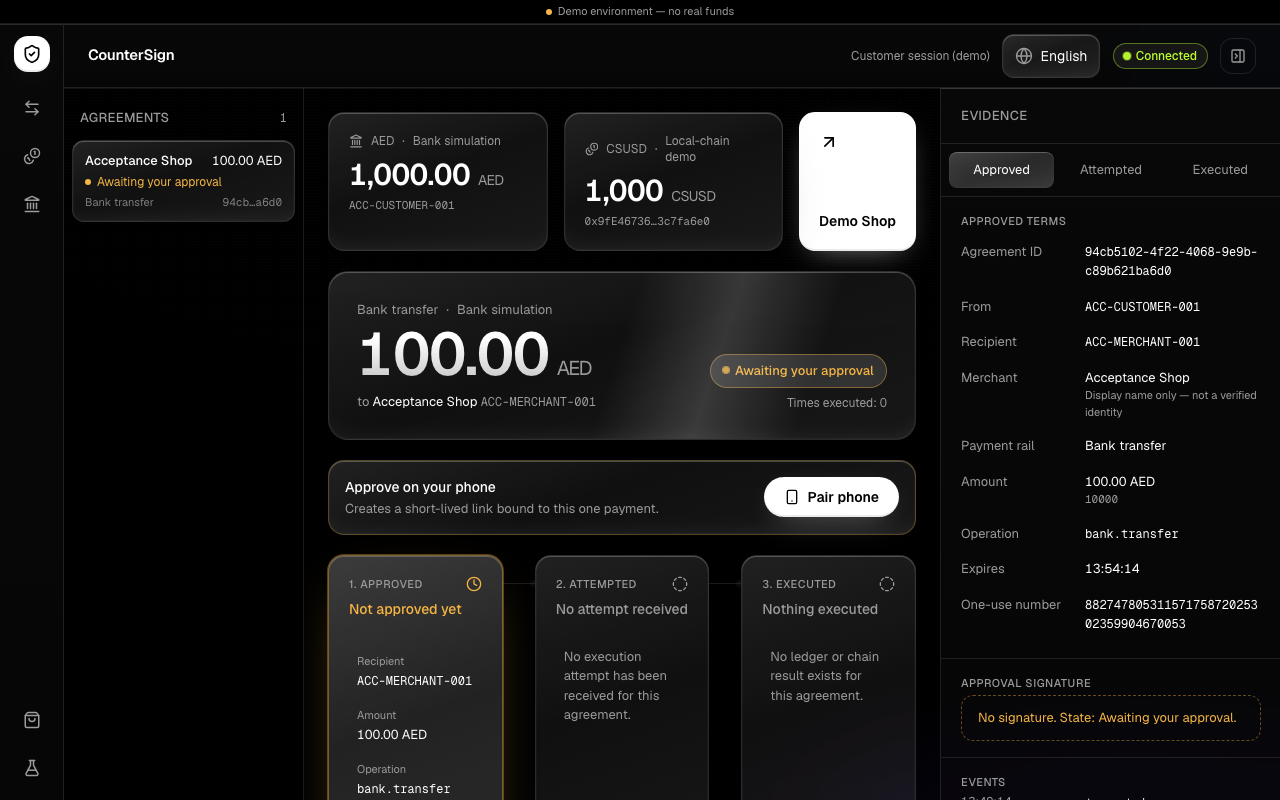 Demo environment — no real funds
CounterSign
Customer session (demo)
English
Connected
AGREEMENTS 1
Acceptance Shop 100.00 AED
Awaiting your approval
Bank transfer 94cb…a6d0
AED · Bank simulation
1,000.00 AED
ACC-CUSTOMER-001
CSUSD · Local-chain
demo
1,000 CSUSD
0x9fE46736…3c7fa6e0
Demo Shop
Bank transfer · Bank simulation
100.00 AED
Awaiting your approval
to Acceptance Shop ACC-MERCHANT-001
Times executed: 0
Approve on your phone
Creates a short-lived link bound to this one payment.
Pair phone
1. APPROVED
Not approved yet
Recipient
ACC-MERCHANT-001
Amount
100.00 AED
Operation
bank.transfer
2. ATTEMPTED
No attempt received
No execution
attempt has been
received for this
agreement.
3. EXECUTED
Nothing executed
No ledger or chain
result exists for
this agreement.
EVIDENCE
Approved Attempted Executed
APPROVED TERMS
Agreement ID 94cb5102-4f22-4068-9e9b-
c89b621ba6d0
From ACC-CUSTOMER-001
Recipient ACC-MERCHANT-001
Merchant Acceptance Shop
Display name only — not a verified
identity
Payment rail Bank transfer
Amount 100.00 AED
10000
Operation bank.transfer
Expires 13:54:14
One-use number 882747805311571758720253
02359904670053
APPROVAL SIGNATURE
No signature. State: Awaiting your approval.
EVENTS